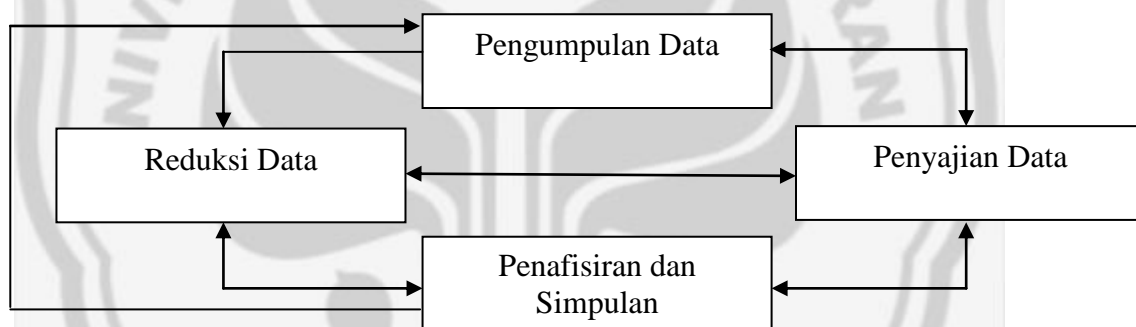 Pengumpulan Data
Reduksi Data
Penyajian Data
Penafisiran dan
Simpulan